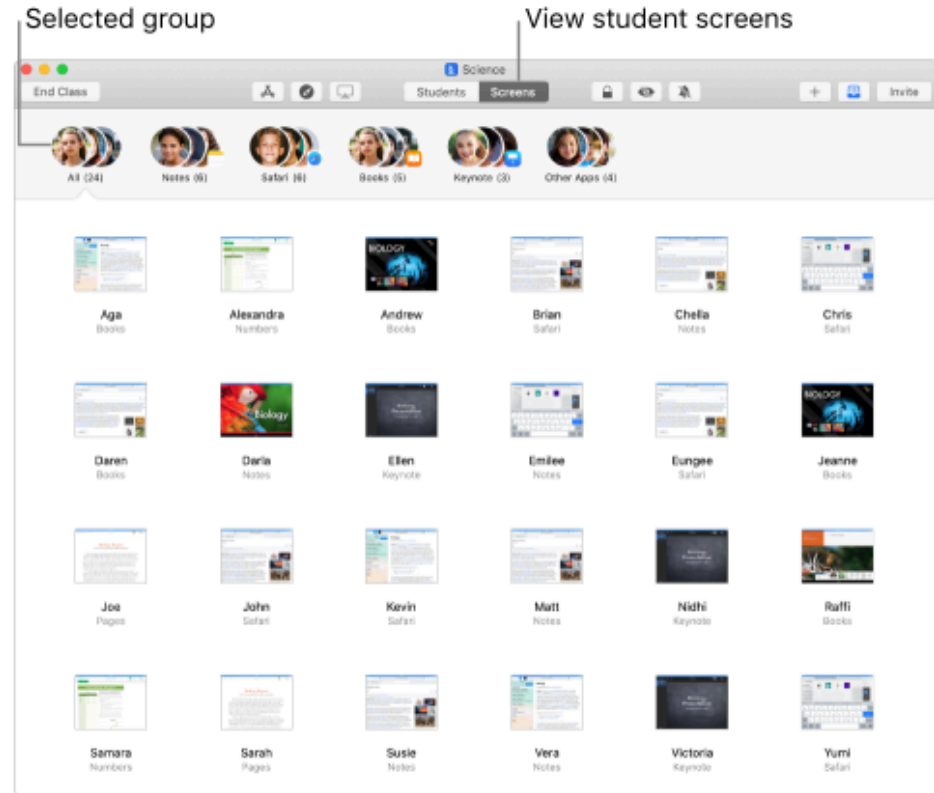 Selected group
View student screens
Science
End Class
Students
Screens
Invite
All (24)
Notes (6)
Safari (6)
Books (5)
Keynote (3)
Other Apps (4)
BIOLOGY
Aga
Alexandra
Andrew
Brian
Chella
Chris
Books
Numbers
Books
Safari
Notes
Safari
Biology
BIOLOGY
Daren
Darla
Ellen
Emilee
Eungee
Jeanne
Books
Notes
Keynote
Notes
Safari
Books
Joe
John
Kevin
Matt
Nidhi
Raffi
Pages
Safari
Safari
Notes
Keynote
Books
Samara
Sarah
Susie
Vera
Victoria
Yumi
Numbers
Pages
Notes
Notes
Keynote
Safari